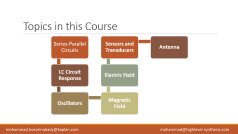 Topics in this Course
Series-Parallel
Circuits
Sensors and
Transducers
Antenna
LC Circuit
Response
Electric Field
Oscillators
Magnetic
Field